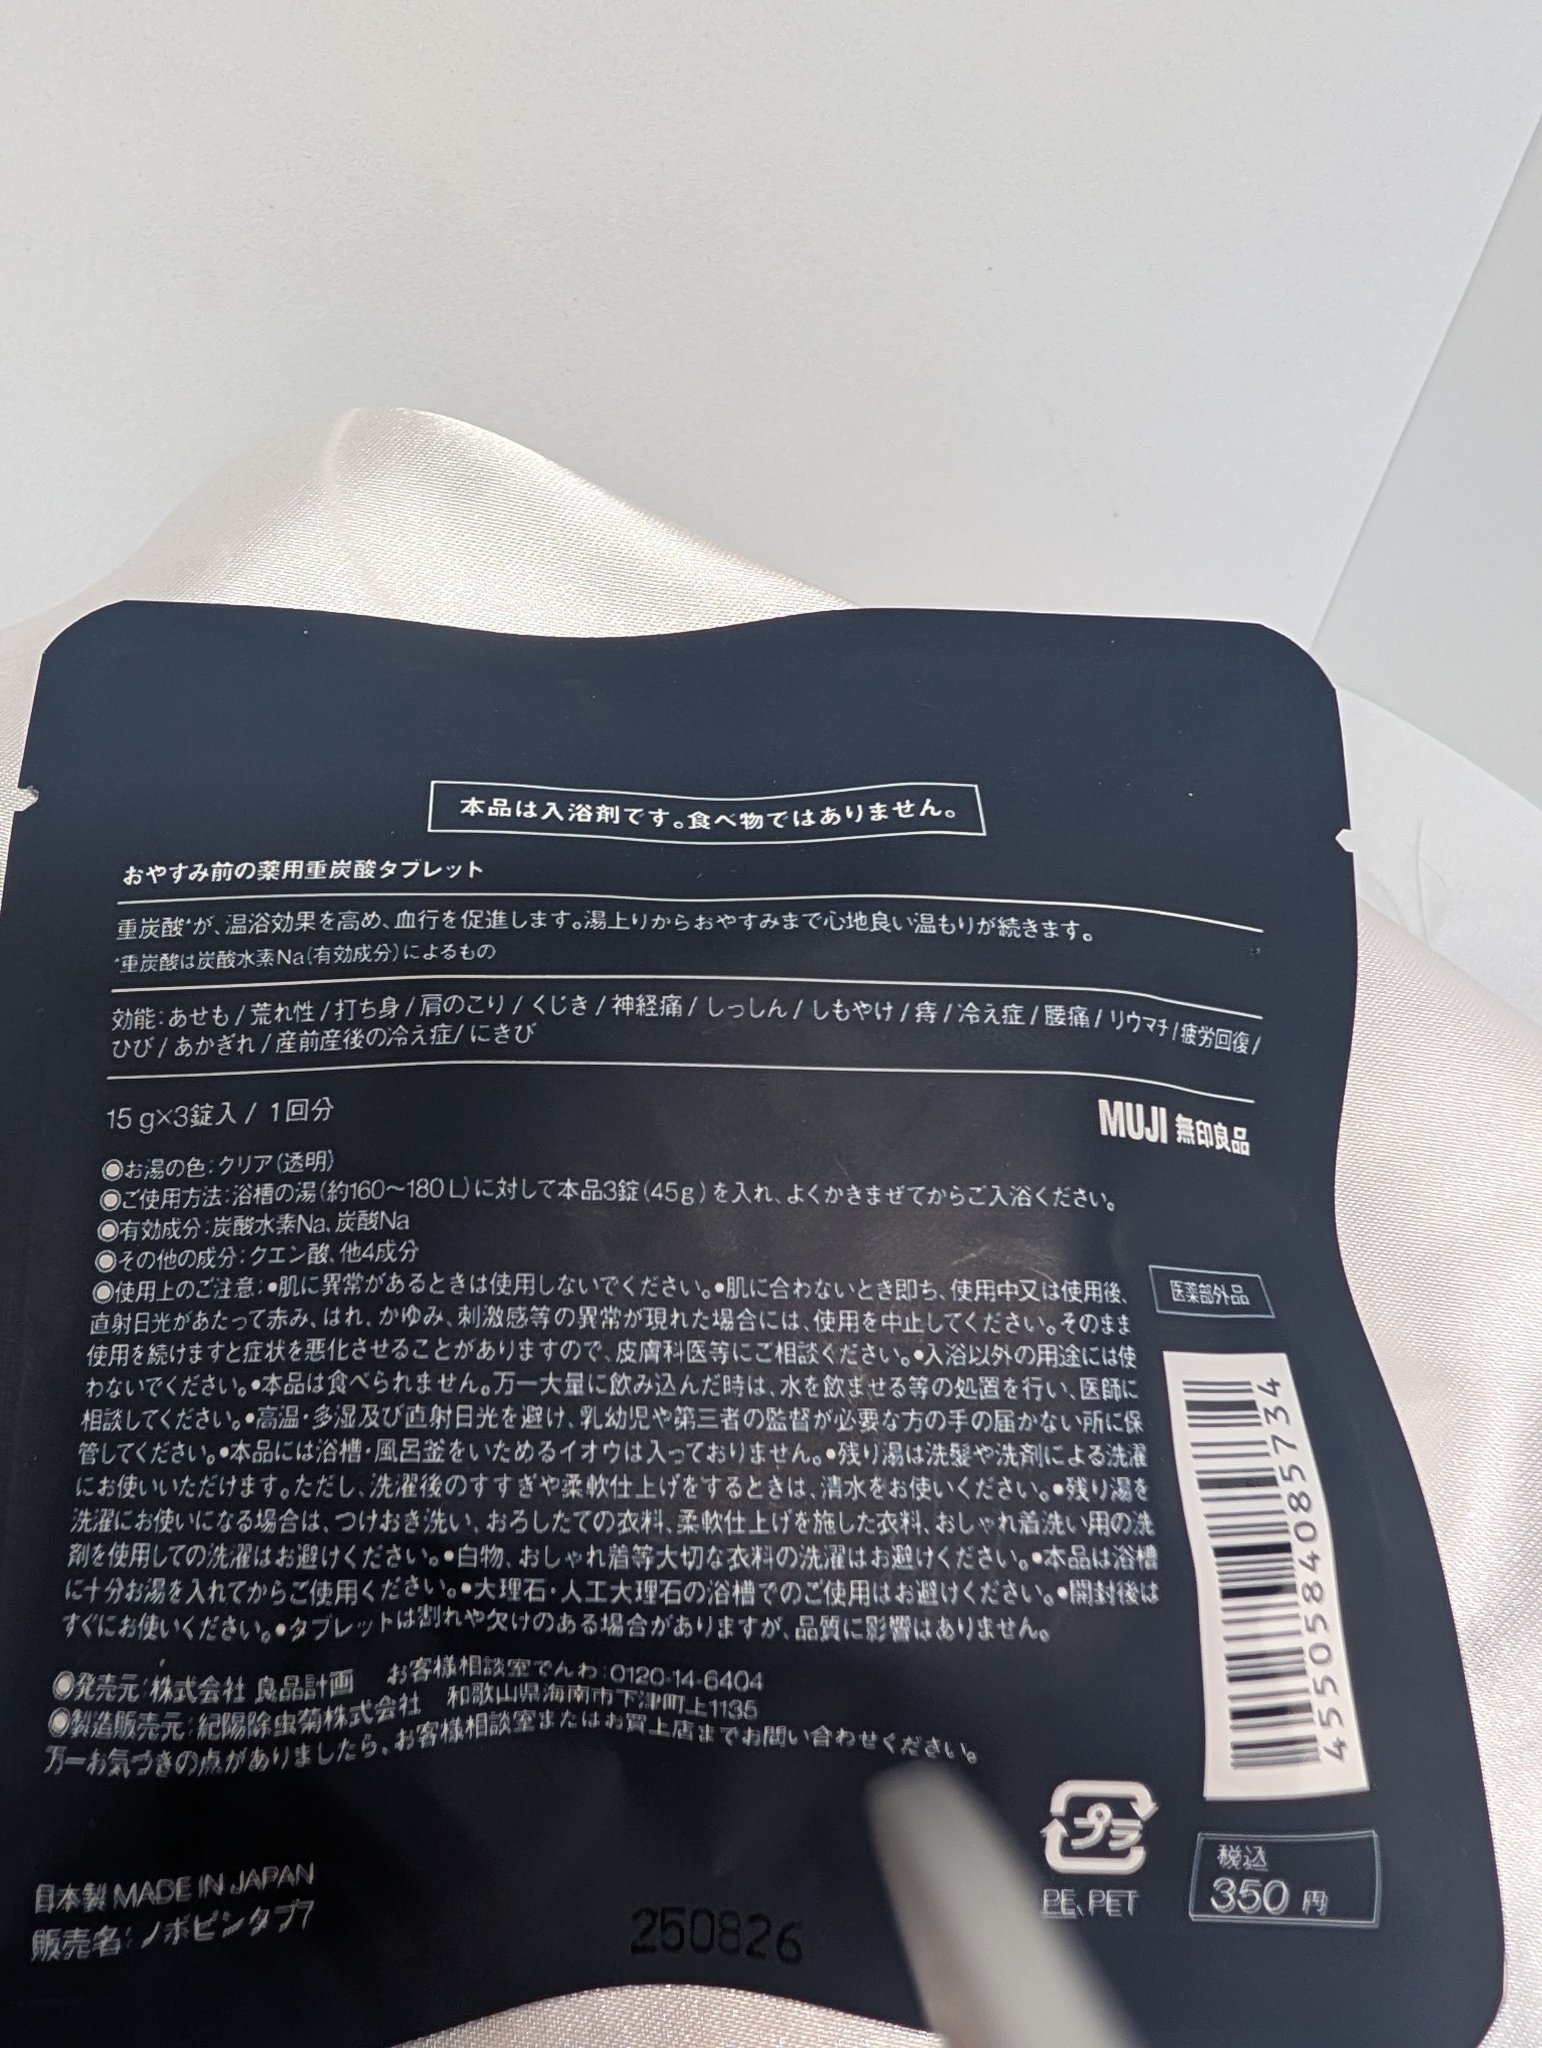 本品は入浴剤です。食べ物ではありません。
おやすみ前の薬用重炭酸タブレット
重炭酸*が、温浴効果を高め、血行を促進します。湯上りからおやすみまで心地良い温もりが続きます。
*重炭酸は炭酸水素Na(有効成分)によるもの
効能：あせも/荒れ性/打ち身/肩のこり/くじき/神経痛/しっしん/しもやけ/痔/冷え症/腰痛/リウマチ/疲労回復/
ひび/あかぎれ/産前産後の冷え症/にきび
15g×3錠入/1回分
MUJI 無印良品
◉お湯の色：クリア(透明)
◉ご使用方法：浴槽の湯(約160〜180L)に対して本品3錠(45g)を入れ、よくかきまぜてからご入浴ください。
◉有効成分：炭酸水素Na、炭酸Na
◉その他の成分：クエン酸、他4成分
◉使用上のご注意：●肌に異常があるときは使用しないでください。●肌に合わないとき即ち、使用中又は使用後、
直射日光があたって赤み、はれ、かゆみ、刺激感等の異常が現れた場合には、使用を中止してください。そのまま
使用を続けますと症状を悪化させることがありますので、皮膚科医等にご相談ください。●入浴以外の用途には使
わないでください。●本品は食べられません。万一大量に飲み込んだ時は、水を飲ませる等の処置を行い、医師に
相談してください。●高温・多湿及び直射日光を避け、乳幼児や第三者の監督が必要な方の手の届かない所に保
管してください。●本品には浴槽・風呂釜をいためるイオウは入っておりません。●残り湯は洗髪や洗剤による洗濯
にお使いいただけます。ただし、洗濯後のすすぎや柔軟仕上げをするときは、清水をお使いください。●残り湯を
洗濯にお使いになる場合は、つけおき洗い、おろしたての衣料、柔軟仕上げを施した衣料、おしゃれ着洗い用の洗
剤を使用しての洗濯はお避けください。●白物、おしゃれ着等大切な衣料の洗濯はお避けください。●本品は浴槽
に十分お湯を入れてからご使用ください。●大理石・人工大理石の浴槽でのご使用はお避けください。●開封後は
すぐにお使いください。●タブレットは割れや欠けのある場合がありますが、品質に影響はありません。
医薬部外品
4550584085734
◉発売元：株式会社 良品計画 お客様相談室でんわ：0120-14-6404
◉製造販売元：紀陽除虫菊株式会社 和歌山県海南市下津町上1135
万一お気づきの点がありましたら、お客様相談室またはお買上店までお問い合わせください。
プラ
PE、PET
税込
350円
日本製 MADE IN JAPAN
販売名：ノボピンタブ7
250826